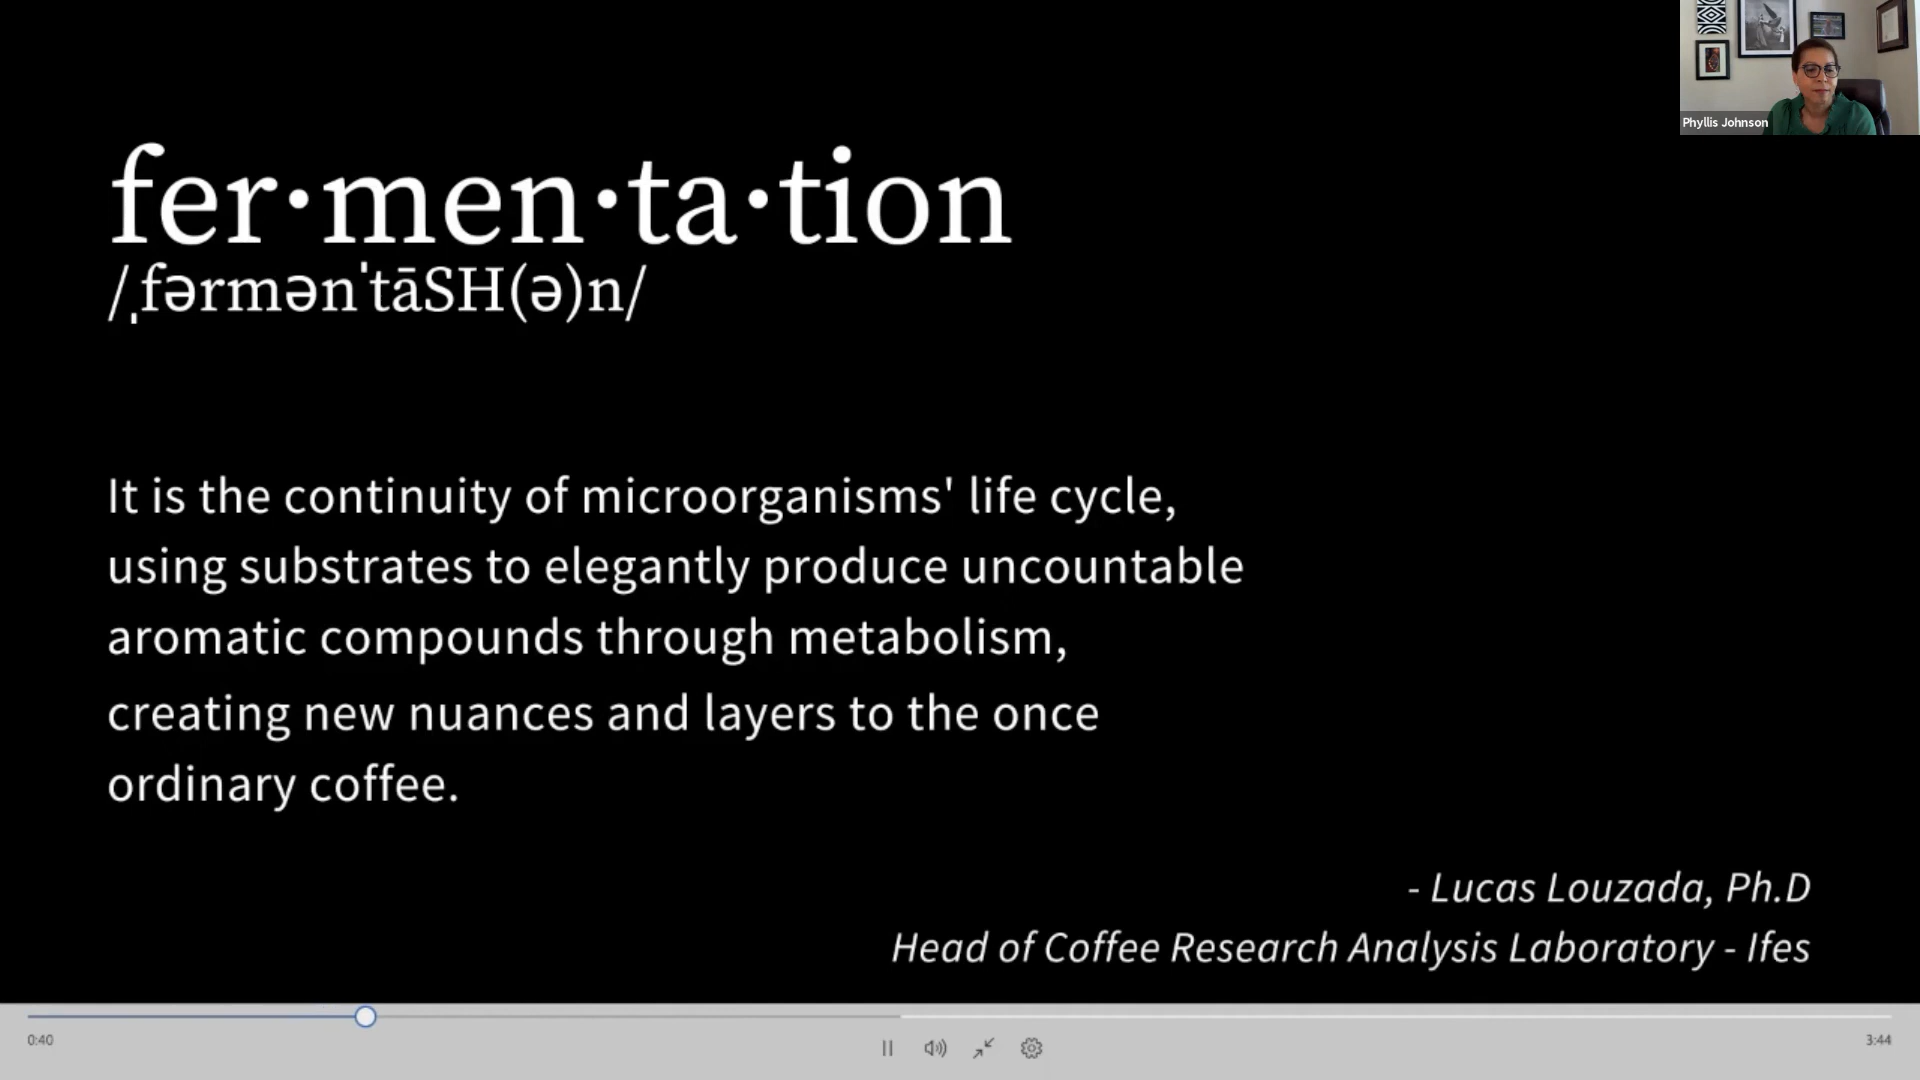 Phyllis Johnson
fer·men·ta·tion
/ˌfərmənˈtāSH(ə)n/
It is the continuity of microorganisms' life cycle,
using substrates to elegantly produce uncountable
aromatic compounds through metabolism,
creating new nuances and layers to the once
ordinary coffee.
- Lucas Louzada, Ph.D
Head of Coffee Research Analysis Laboratory - Ifes
0:40
3:44